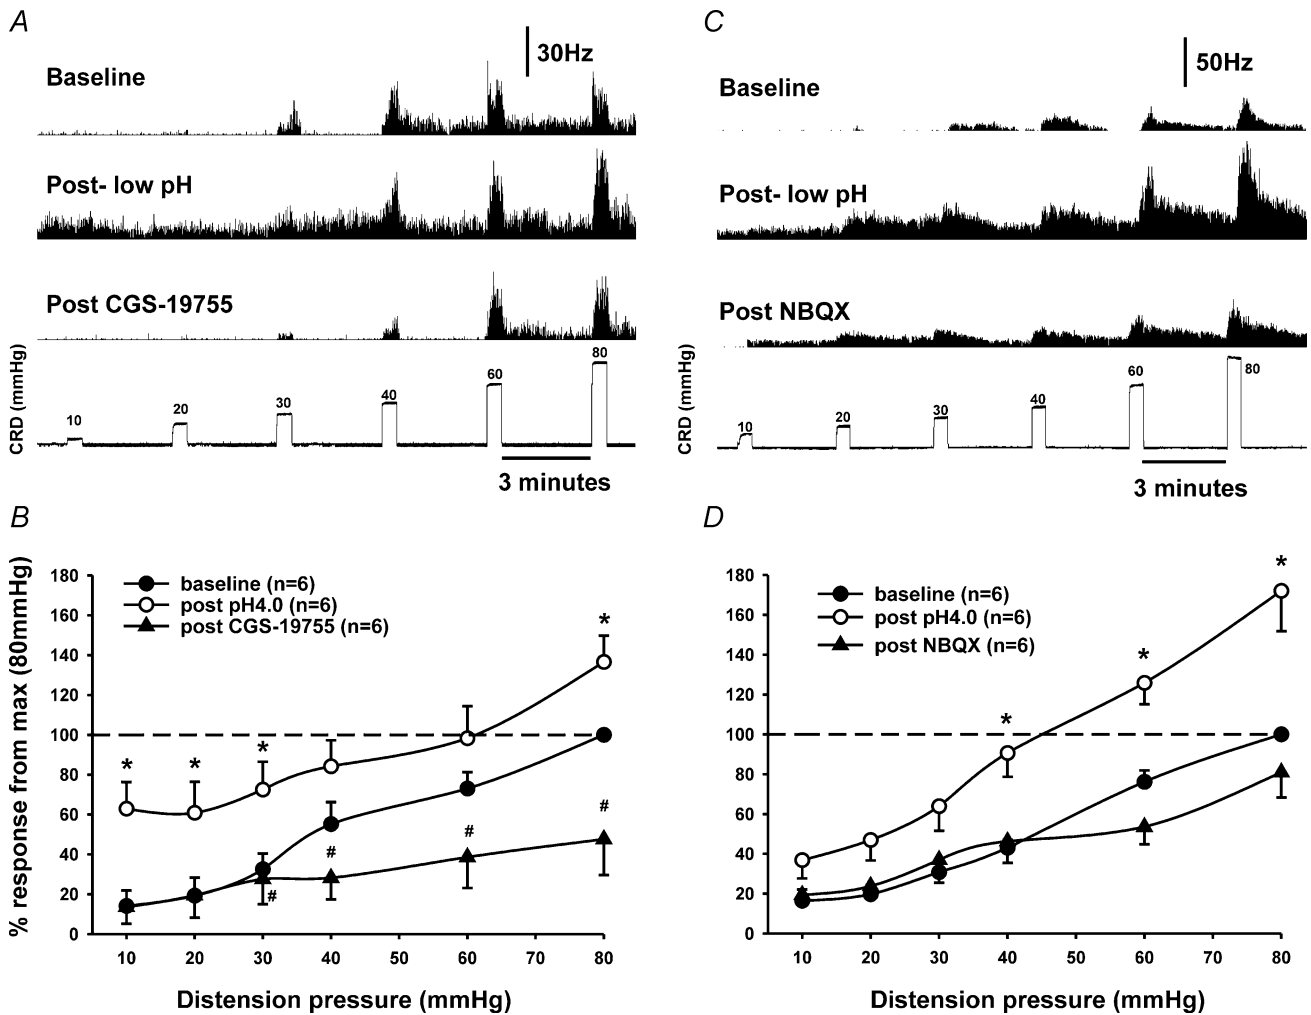 A
30Hz
Baseline
Post- low pH
Post CGS-19755
CRD (mmHg)
10
20
30
40
60
80
3 minutes
C
50Hz
Baseline
Post- low pH
Post NBQX
CRD (mmHg)
10
20
30
40
60
80
3 minutes
B
% response from max (80mmHg)
180
160
140
120
100
80
60
40
20
0
baseline (n=6)
post pH4.0 (n=6)
post CGS-19755 (n=6)
* * * *
# # # #
10 20 30 40 50 60 70 80
Distension pressure (mmHg)
D
180
160
140
120
100
80
60
40
20
0
baseline (n=6)
post pH4.0 (n=6)
post NBQX (n=6)
* * *
10 20 30 40 50 60 70 80
Distension pressure (mmHg)